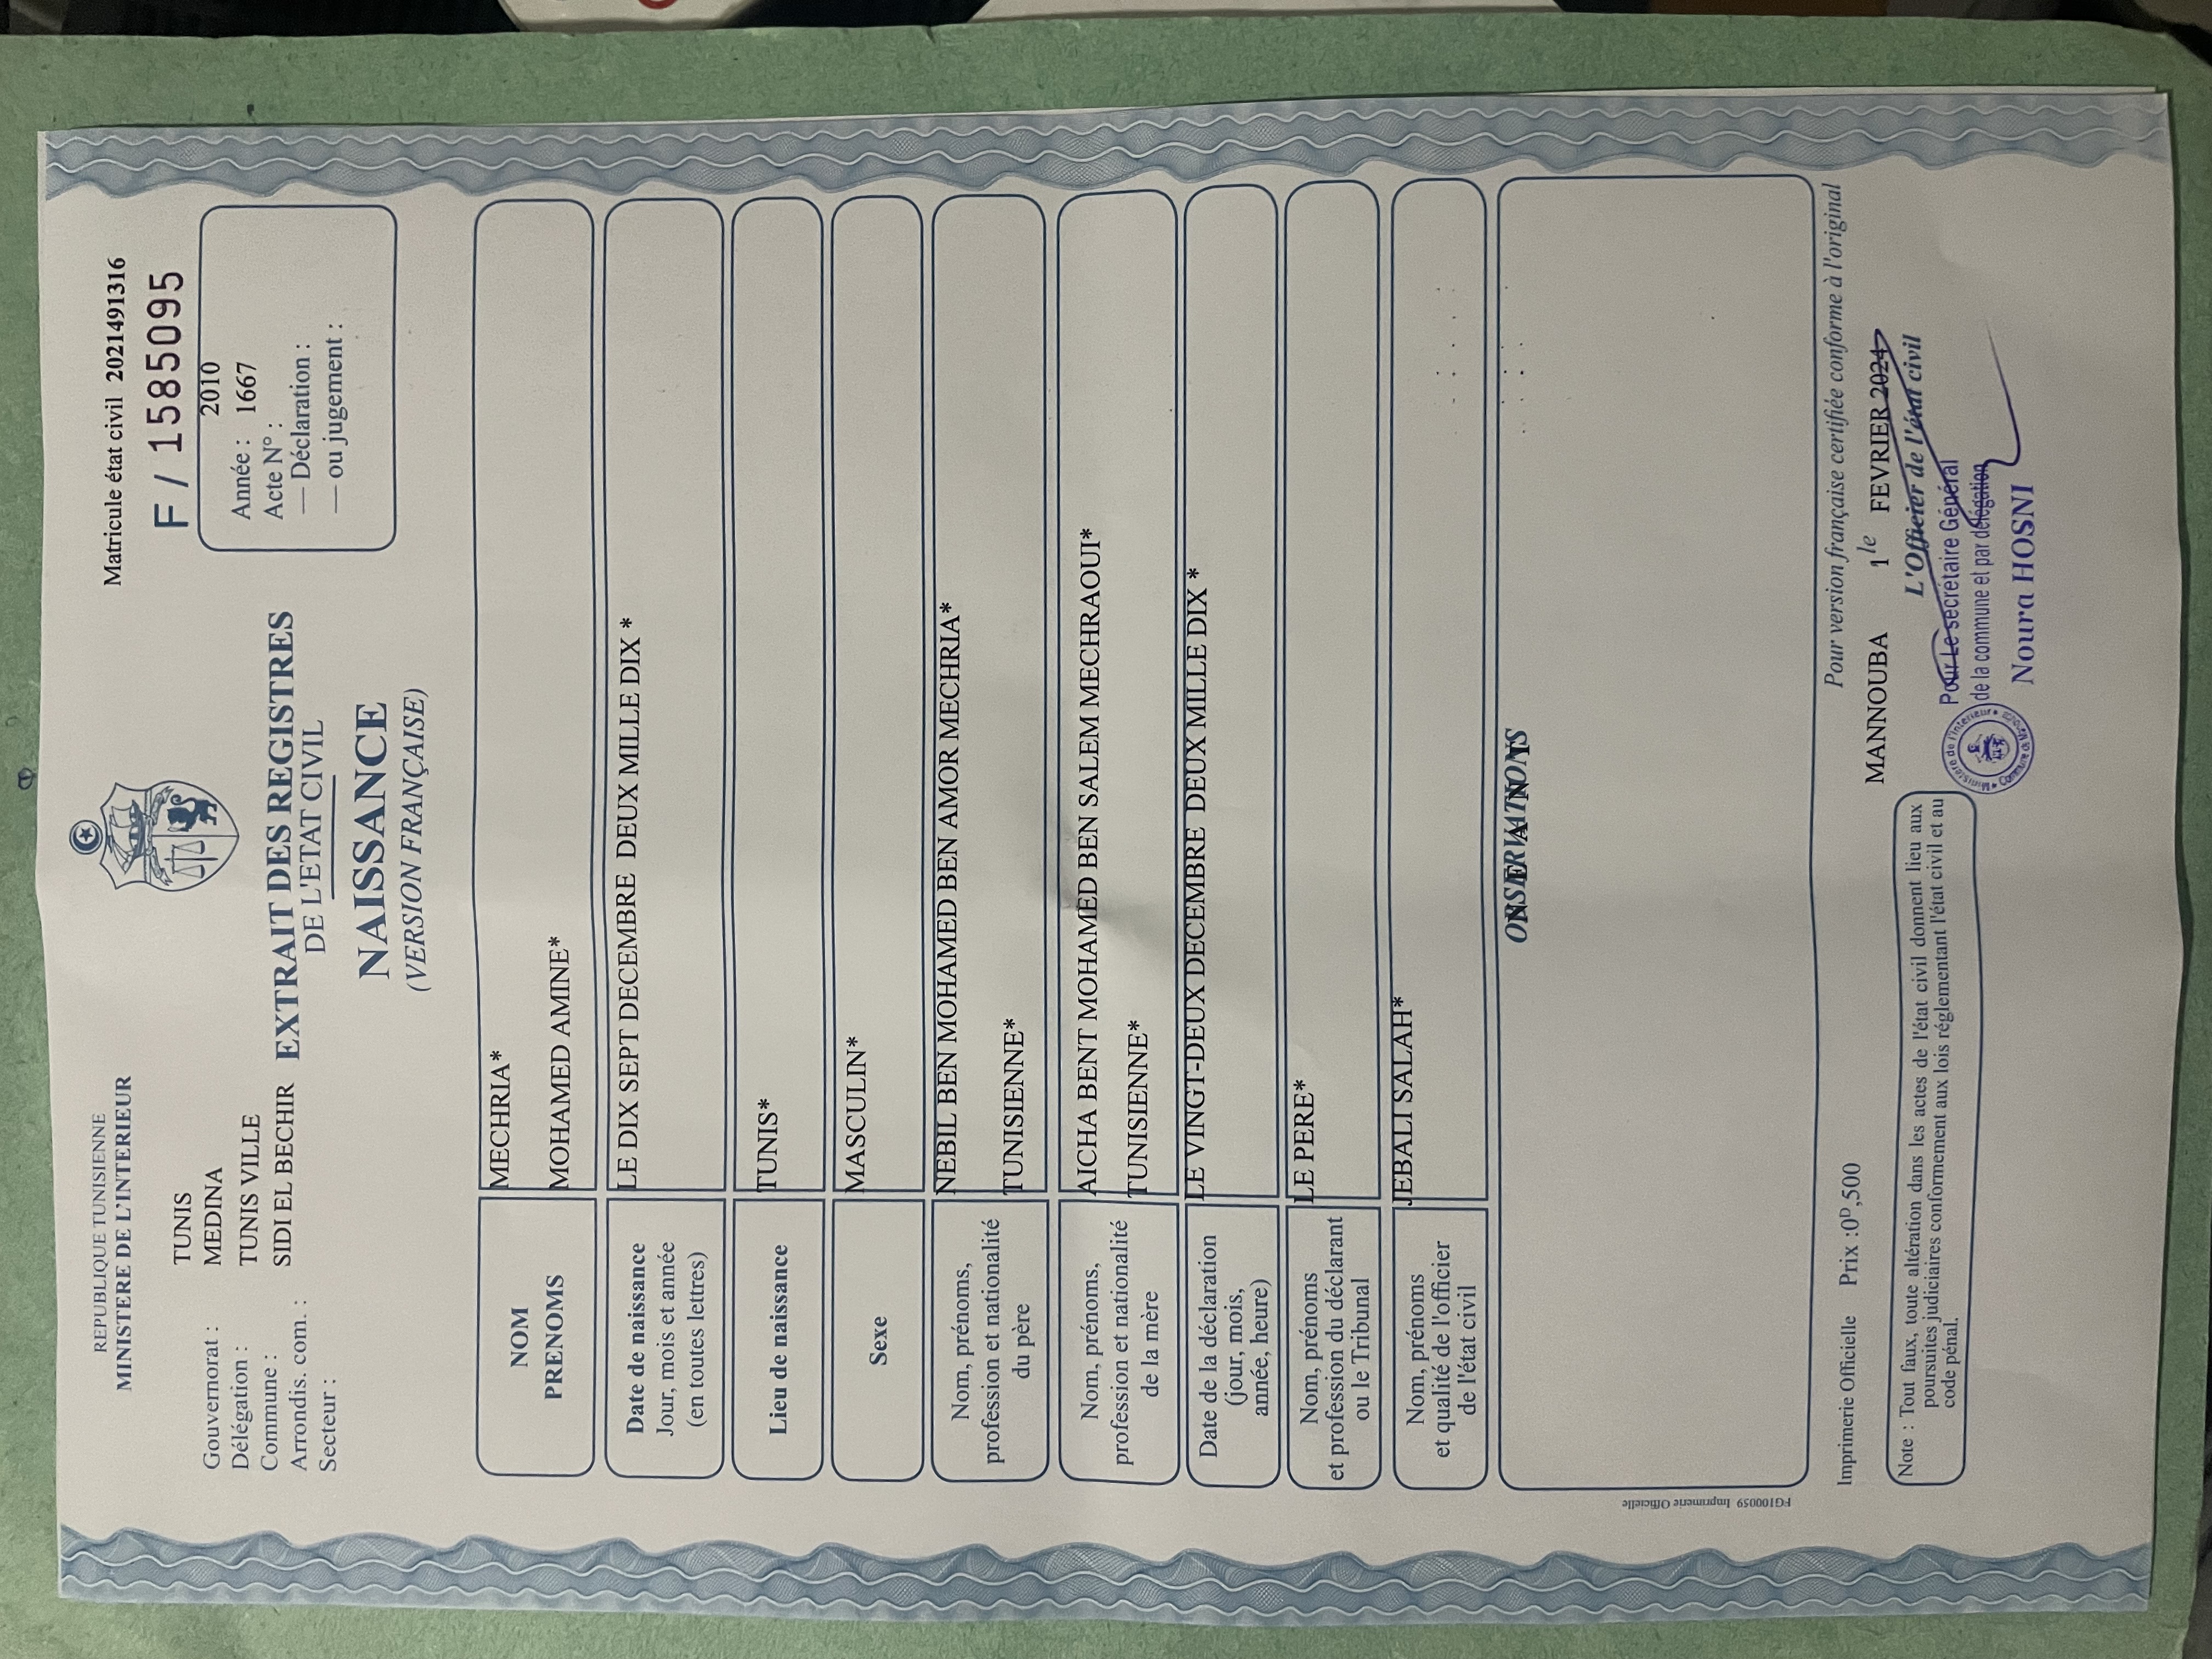 REPUBLIQUE TUNISIENNE
MINISTERE DE L'INTERIEUR
Matricule état civil 2021491316
F / 1585095
Gouvernorat : TUNIS
Délégation : MEDINA
Commune : TUNIS VILLE
Arrondis. com. : SIDI EL BECHIR
Secteur :
EXTRAIT DES REGISTRES
DE L'ETAT CIVIL
NAISSANCE
(VERSION FRANÇAISE)
2010
Année : 1667
Acte N° :
— Déclaration :
— ou jugement :
NOM
PRENOMS
MECHRIA*
MOHAMED AMINE*
Date de naissance
Jour, mois et année
(en toutes lettres)
LE DIX SEPT DECEMBRE DEUX MILLE DIX *
Lieu de naissance
TUNIS*
Sexe
MASCULIN*
Nom, prénoms,
profession et nationalité
du père
NEBIL BEN MOHAMED BEN AMOR MECHRIA*
TUNISIENNE*
Nom, prénoms,
profession et nationalité
de la mère
AICHA BENT MOHAMED BEN SALEM MECHRAOUI*
TUNISIENNE*
Date de la déclaration
(jour, mois,
année, heure)
LE VINGT-DEUX DECEMBRE DEUX MILLE DIX *
Nom, prénoms
et profession du déclarant
ou le Tribunal
LE PERE*
Nom, prénoms
et qualité de l'officier
de l'état civil
JEBALI SALAH*
OBSERVATIONS
FG100059 Imprimerie Officielle
Imprimerie Officielle Prix :0D,500
Pour version française certifiée conforme à l'original
MANNOUBA 1 le FEVRIER 2024
L'Officier de l'état civil
Pour Le secrétaire Général
de la commune et par délégation
Noura HOSNI
Note : Tout faux, toute altération dans les actes de l'état civil donnent lieu aux
poursuites judiciaires conformement aux lois réglementant l'état civil et au
code pénal.
Ministère de l'Intérieur